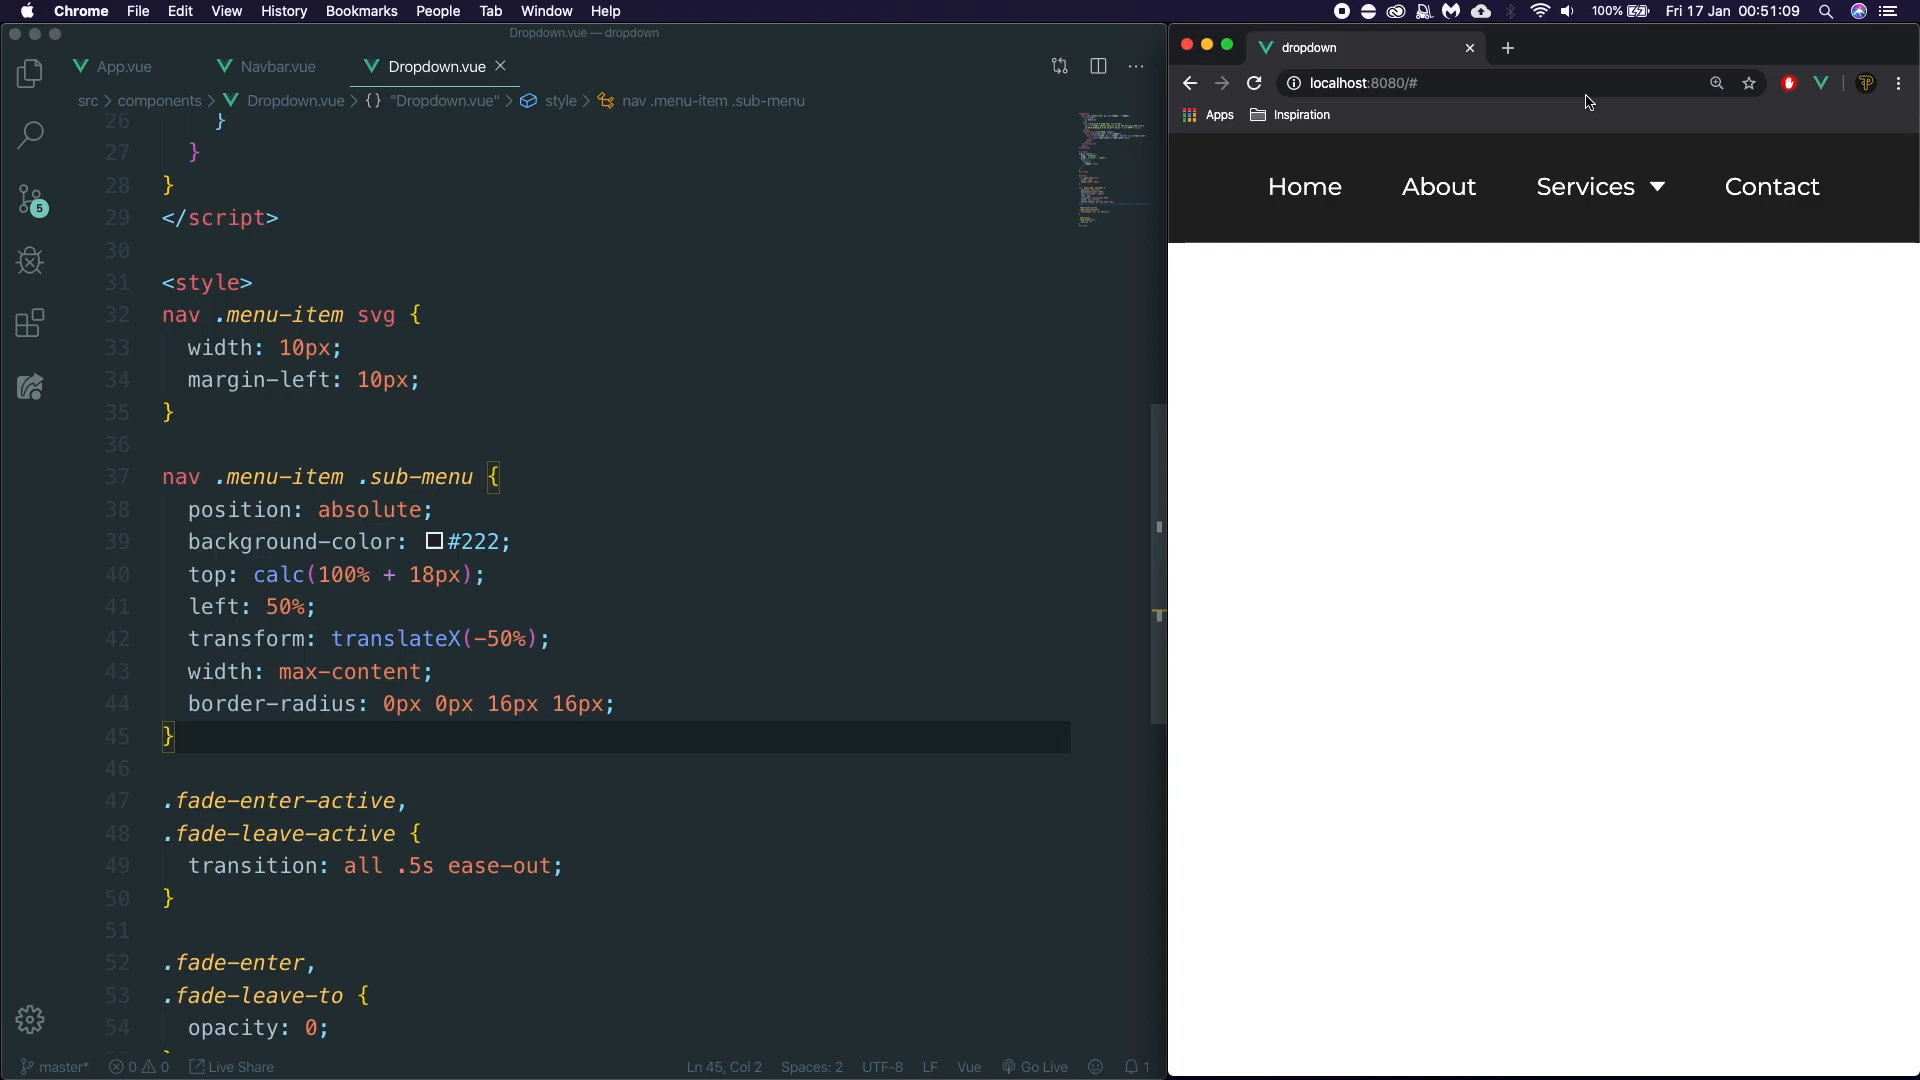 Chrome File Edit View History Bookmarks People Tab Window Help
100% Fri 17 Jan 00:51:09
Dropdown.vue — dropdown
App.vue Navbar.vue Dropdown.vue
src > components > Dropdown.vue > {} "Dropdown.vue" > style > nav .menu-item .sub-menu
26 }
27 }
28 }
29 </script>
30
31 <style>
32 nav .menu-item svg {
33 width: 10px;
34 margin-left: 10px;
35 }
36
37 nav .menu-item .sub-menu {
38 position: absolute;
39 background-color: #222;
40 top: calc(100% + 18px);
41 left: 50%;
42 transform: translateX(-50%);
43 width: max-content;
44 border-radius: 0px 0px 16px 16px;
45 }
46
47 .fade-enter-active,
48 .fade-leave-active {
49 transition: all .5s ease-out;
50 }
51
52 .fade-enter,
53 .fade-leave-to {
54 opacity: 0;
5
master* 0 0 Live Share Ln 45, Col 2 Spaces: 2 UTF-8 LF Vue Go Live 1
dropdown
localhost:8080/#
Apps Inspiration
Home About Services Contact